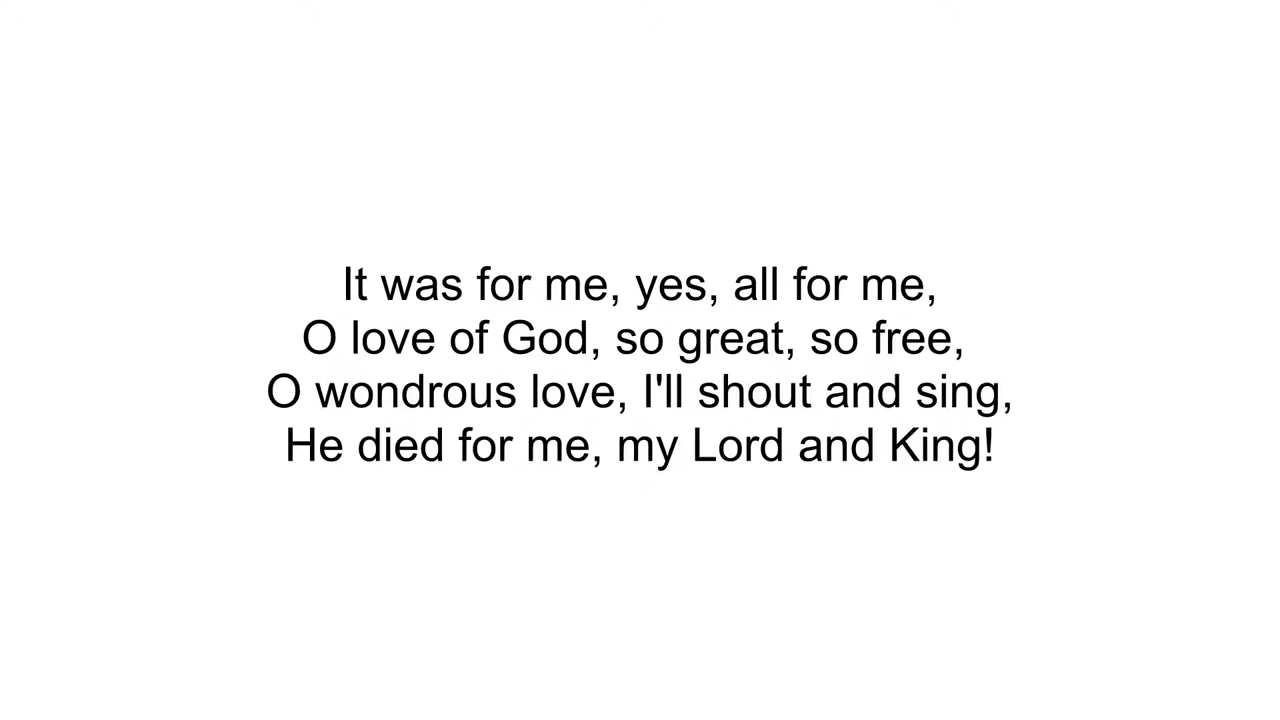 It was for me, yes, all for me,
O love of God, so great, so free,
O wondrous love, I'll shout and sing,
He died for me, my Lord and King!